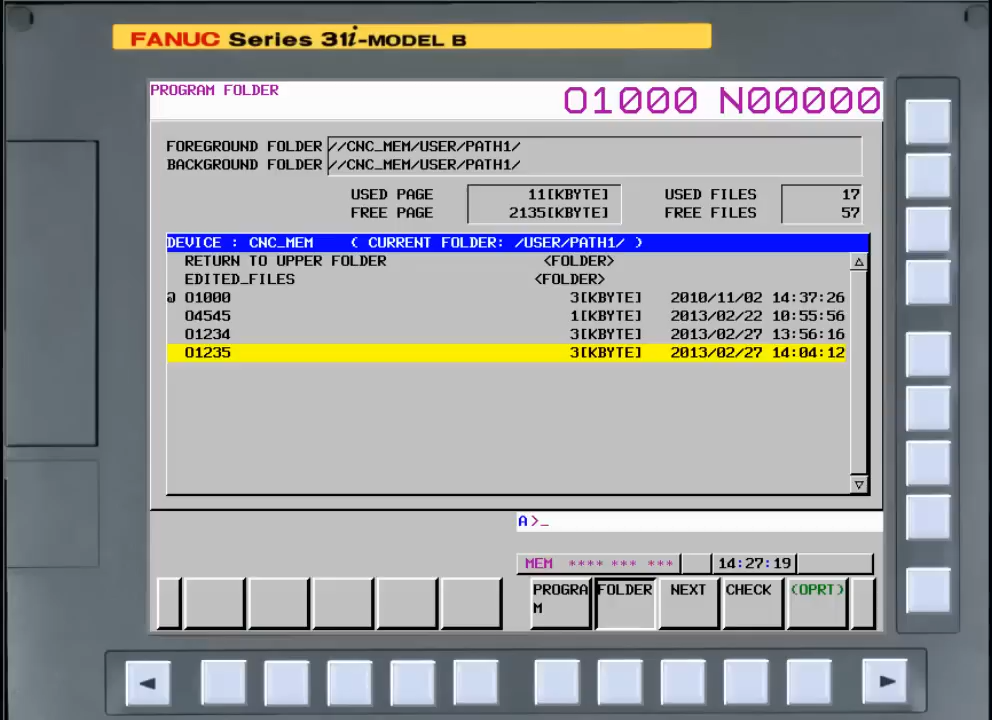 FANUC Series 31i-MODEL B
PROGRAM FOLDER
O1000 N00000
FOREGROUND FOLDER //CNC_MEM/USER/PATH1/
BACKGROUND FOLDER //CNC_MEM/USER/PATH1/
USED PAGE 11[KBYTE] USED FILES 17
FREE PAGE 2135[KBYTE] FREE FILES 57
DEVICE : CNC_MEM ( CURRENT FOLDER: /USER/PATH1/ )
RETURN TO UPPER FOLDER <FOLDER>
EDITED_FILES <FOLDER>
@ O1000 3[KBYTE] 2010/11/02 14:37:26
O4545 1[KBYTE] 2013/02/22 10:55:56
O1234 3[KBYTE] 2013/02/27 13:56:16
O1235 3[KBYTE] 2013/02/27 14:04:12
A>_
MEM **** *** *** 14:27:19
PROGRAM FOLDER NEXT CHECK (OPRT)